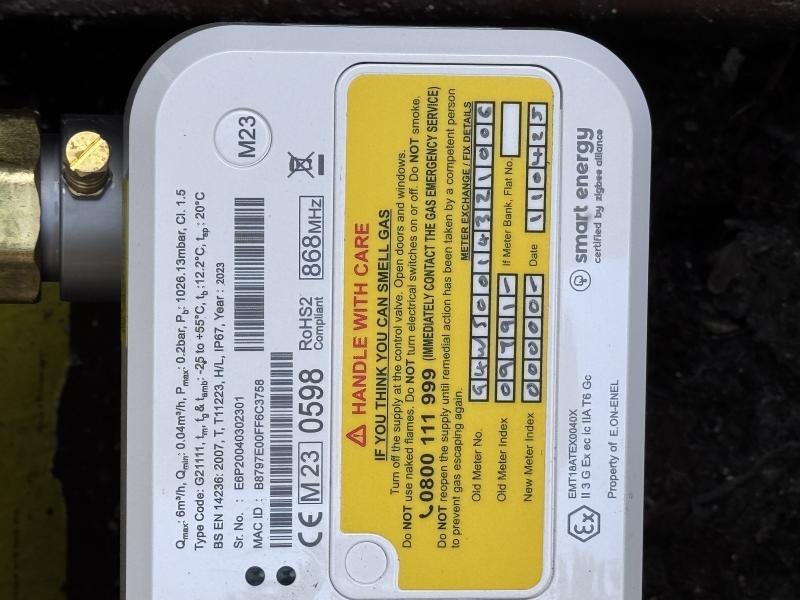 Qmax: 6m³/h, Qmin: 0.04m³/h, Pmax: 0.2bar, Pb: 1026.13mbar, Cl. 1.5
Type Code: G21111, tm, tg & tamb: -25 to +55°C, tb: 12.2°C, tsp: 20°C
BS EN 14236: 2007, T, T11223, H/L, IP67, Year: 2023
Sr. No. : E6P20040302301
MAC ID : B8797E00FF6C3758
M23
CE M 23 0598 RoHS2 Compliant 868MHz
HANDLE WITH CARE
IF YOU THINK YOU CAN SMELL GAS
Turn off the supply at the control valve. Open doors and windows.
Do NOT use naked flames. Do NOT turn electrical switches on or off. Do NOT smoke.
0800 111 999 (IMMEDIATELY CONTACT THE GAS EMERGENCY SERVICE)
Do NOT reopen the supply until remedial action has been taken by a competent person
to prevent gas escaping again.
METER EXCHANGE / FIX DETAILS
Old Meter No.
Old Meter Index
If Meter Bank, Flat No.
New Meter Index 00000-
Date 110425
Ex
EMT18ATEX0040X
II 3 G Ex ec ic IIA T6 Gc
Property of E.ON-ENEL
smart energy
certified by zigbee alliance